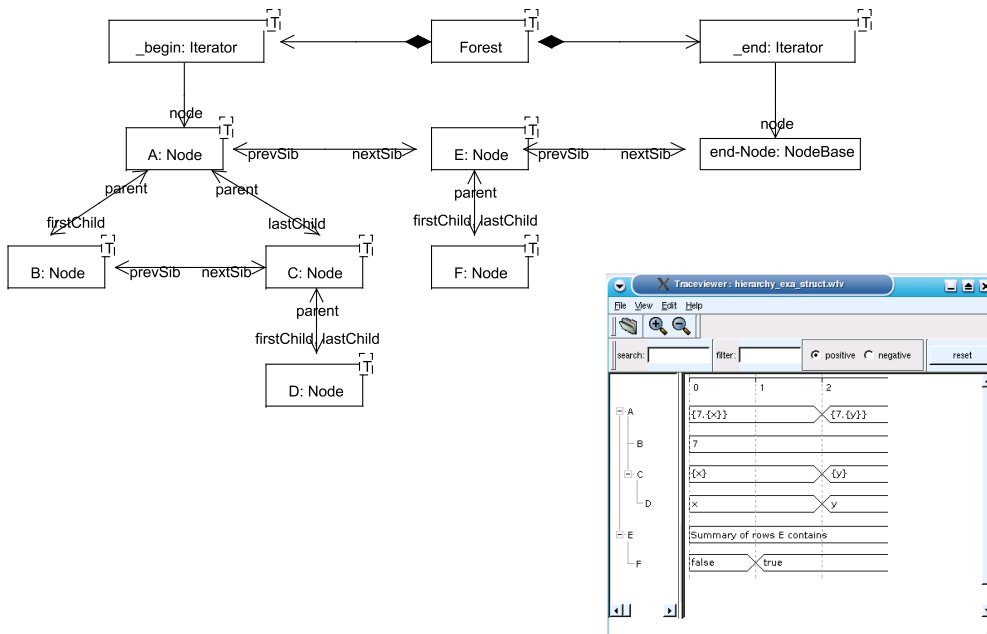 T T T
_begin: Iterator Forest _end: Iterator
node node
T T
A: Node prevSib nextSib E: Node prevSib nextSib end-Node: NodeBase
parent parent parent
firstChild lastChild firstChild, lastChild
T T T
B: Node prevSib nextSib C: Node F: Node
parent
firstChild, lastChild
T
D: Node
X Traceviewer : hierarchy_exa_struct.wfv
File View Edit Help
search: filter: positive negative reset
0 1 2
A {7,{x}} {7,{y}}
B 7
C {x} {y}
D x y
E Summary of rows E contains
F false true